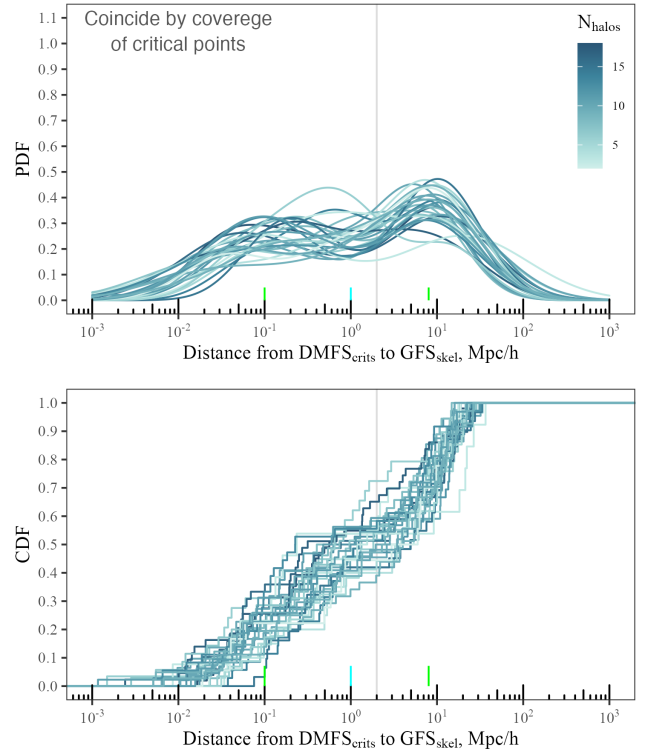 Coincide by coverege
of critical points
N_halos
15
10
5
PDF
1.1
1.0
0.9
0.8
0.7
0.6
0.5
0.4
0.3
0.2
0.1
0.0
10^-3 10^-2 10^-1 10^0 10^1 10^2 10^3
Distance from DMFS_crits to GFS_skel, Mpc/h
CDF
1.0
0.9
0.8
0.7
0.6
0.5
0.4
0.3
0.2
0.1
0.0
10^-3 10^-2 10^-1 10^0 10^1 10^2 10^3
Distance from DMFS_crits to GFS_skel, Mpc/h